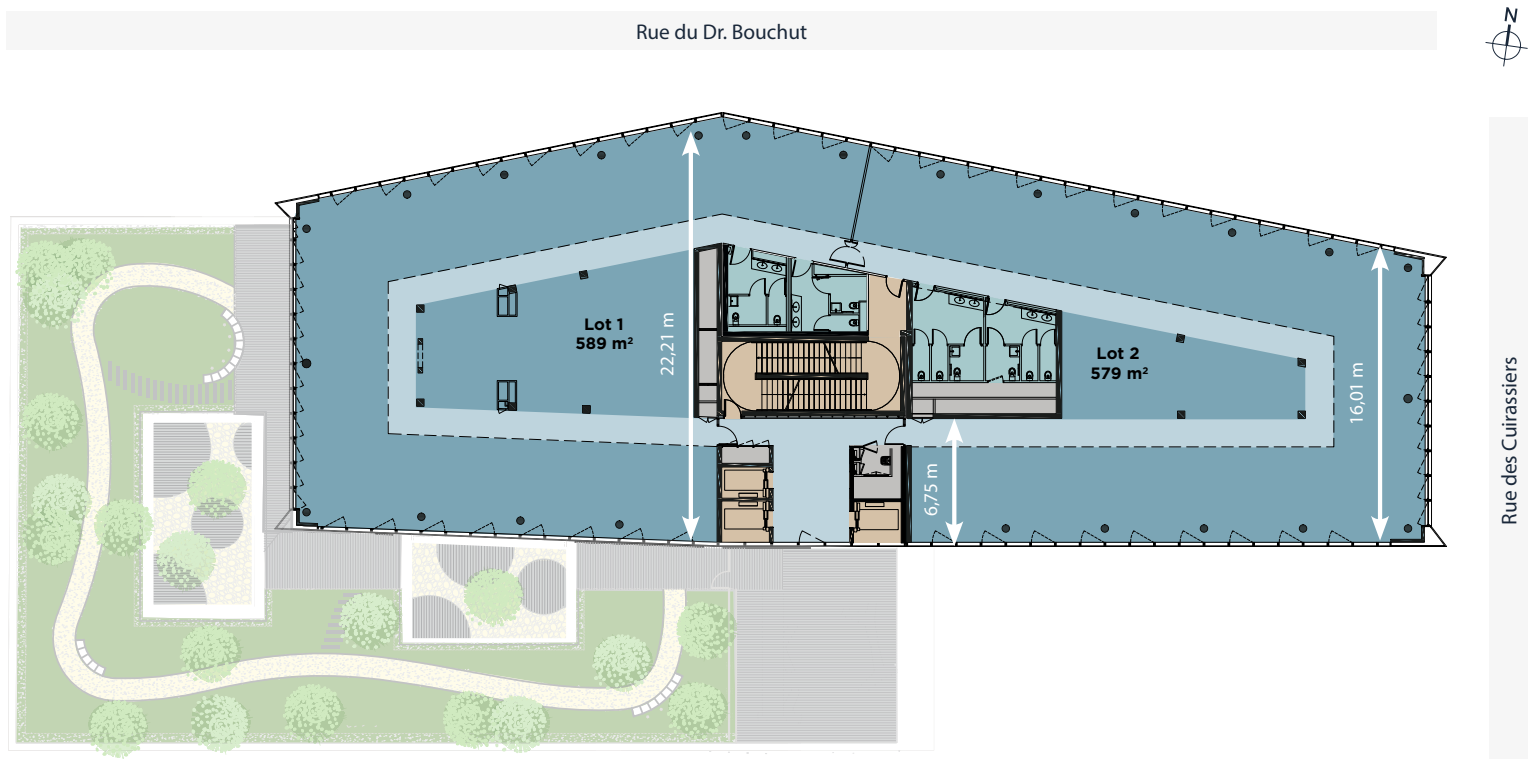 Rue du Dr. Bouchut
N
Lot 1
589 m²
22,21 m
Lot 2
579 m²
16,01 m
6,75 m
Rue des Cuirassiers